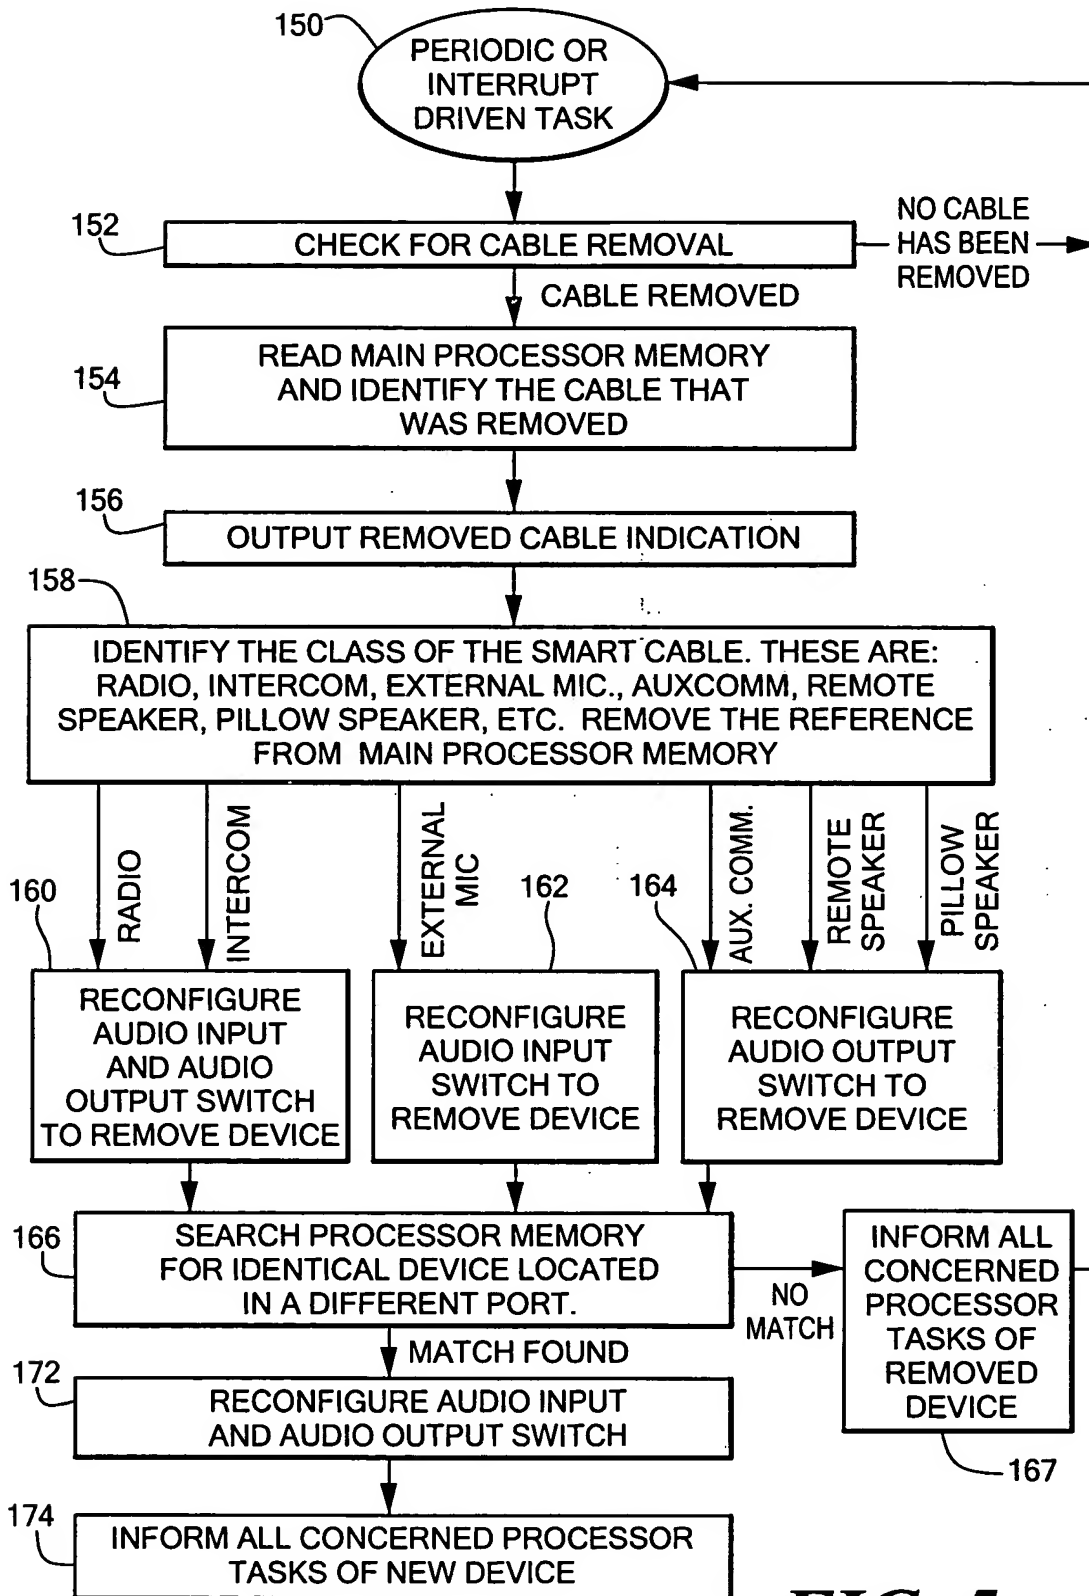 150
PERIODIC OR
INTERRUPT
DRIVEN TASK
152
CHECK FOR CABLE REMOVAL
NO CABLE
HAS BEEN
REMOVED
CABLE REMOVED
154
READ MAIN PROCESSOR MEMORY
AND IDENTIFY THE CABLE THAT
WAS REMOVED
156
OUTPUT REMOVED CABLE INDICATION
158
IDENTIFY THE CLASS OF THE SMART CABLE. THESE ARE:
RADIO, INTERCOM, EXTERNAL MIC., AUXCOMM, REMOTE
SPEAKER, PILLOW SPEAKER, ETC. REMOVE THE REFERENCE
FROM MAIN PROCESSOR MEMORY
RADIO
INTERCOM
EXTERNAL
MIC
AUX. COMM.
REMOTE
SPEAKER
PILLOW
SPEAKER
160
RECONFIGURE
AUDIO INPUT
AND AUDIO
OUTPUT SWITCH
TO REMOVE DEVICE
162
RECONFIGURE
AUDIO INPUT
SWITCH TO
REMOVE DEVICE
164
RECONFIGURE
AUDIO OUTPUT
SWITCH TO
REMOVE DEVICE
166
SEARCH PROCESSOR MEMORY
FOR IDENTICAL DEVICE LOCATED
IN A DIFFERENT PORT.
NO
MATCH
INFORM ALL
CONCERNED
PROCESSOR
TASKS OF
REMOVED
DEVICE
167
MATCH FOUND
172
RECONFIGURE AUDIO INPUT
AND AUDIO OUTPUT SWITCH
174
INFORM ALL CONCERNED PROCESSOR
TASKS OF NEW DEVICE